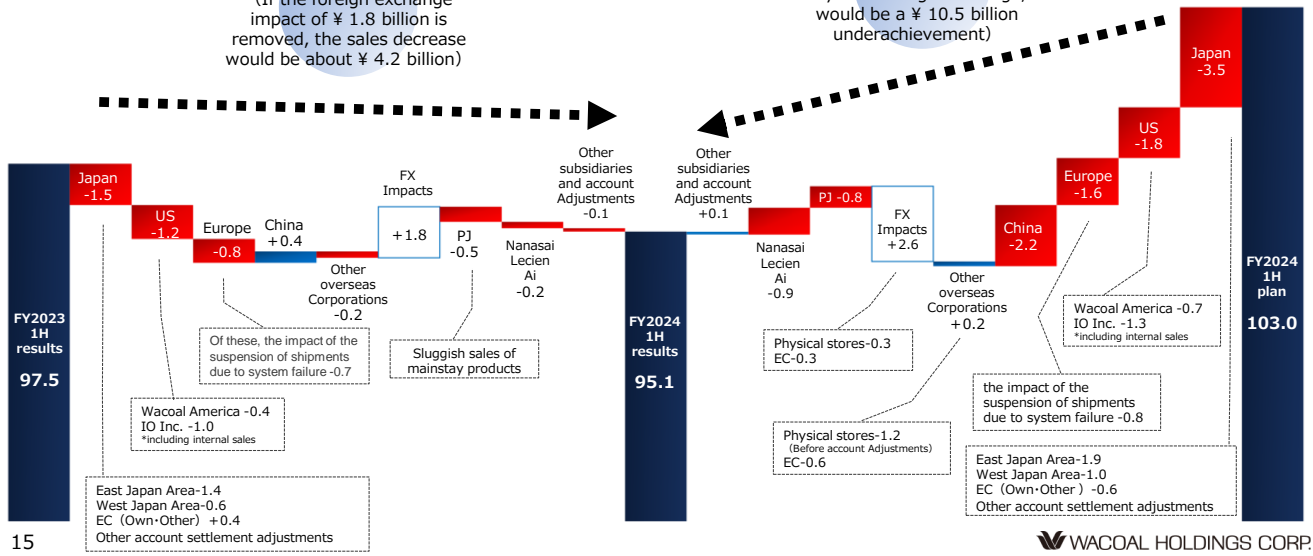 (If the foreign exchange
impact of ¥ 1.8 billion is
removed, the sales decrease
would be about ¥ 4.2 billion)
would be a ¥ 10.5 billion
underachievement)
FY2023
1H
results
97.5
Japan
-1.5
US
-1.2
Europe
-0.8
China
+0.4
Other
overseas
Corporations
-0.2
FX
Impacts
+1.8
PJ
-0.5
Nanasai
Lecien
Ai
-0.2
Other
subsidiaries
and account
Adjustments
-0.1
FY2024
1H
results
95.1
Other
subsidiaries
and account
Adjustments
+0.1
Nanasai
Lecien
Ai
-0.9
PJ -0.8
FX
Impacts
+2.6
Other
overseas
Corporations
+0.2
China
-2.2
Europe
-1.6
US
-1.8
Japan
-3.5
FY2024
1H
plan
103.0
Of these, the impact of the
suspension of shipments
due to system failure -0.7
Sluggish sales of
mainstay products
Wacoal America -0.4
IO Inc. -1.0
*including internal sales
East Japan Area-1.4
West Japan Area-0.6
EC（Own･Other）+0.4
Other account settlement adjustments
Physical stores-0.3
EC-0.3
Physical stores-1.2
（Before account Adjustments)
EC-0.6
Wacoal America -0.7
IO Inc. -1.3
*including internal sales
the impact of the
suspension of shipments
due to system failure -0.8
East Japan Area-1.9
West Japan Area-1.0
EC（Own･Other ）-0.6
Other account settlement adjustments
15
WACOAL HOLDINGS CORP.